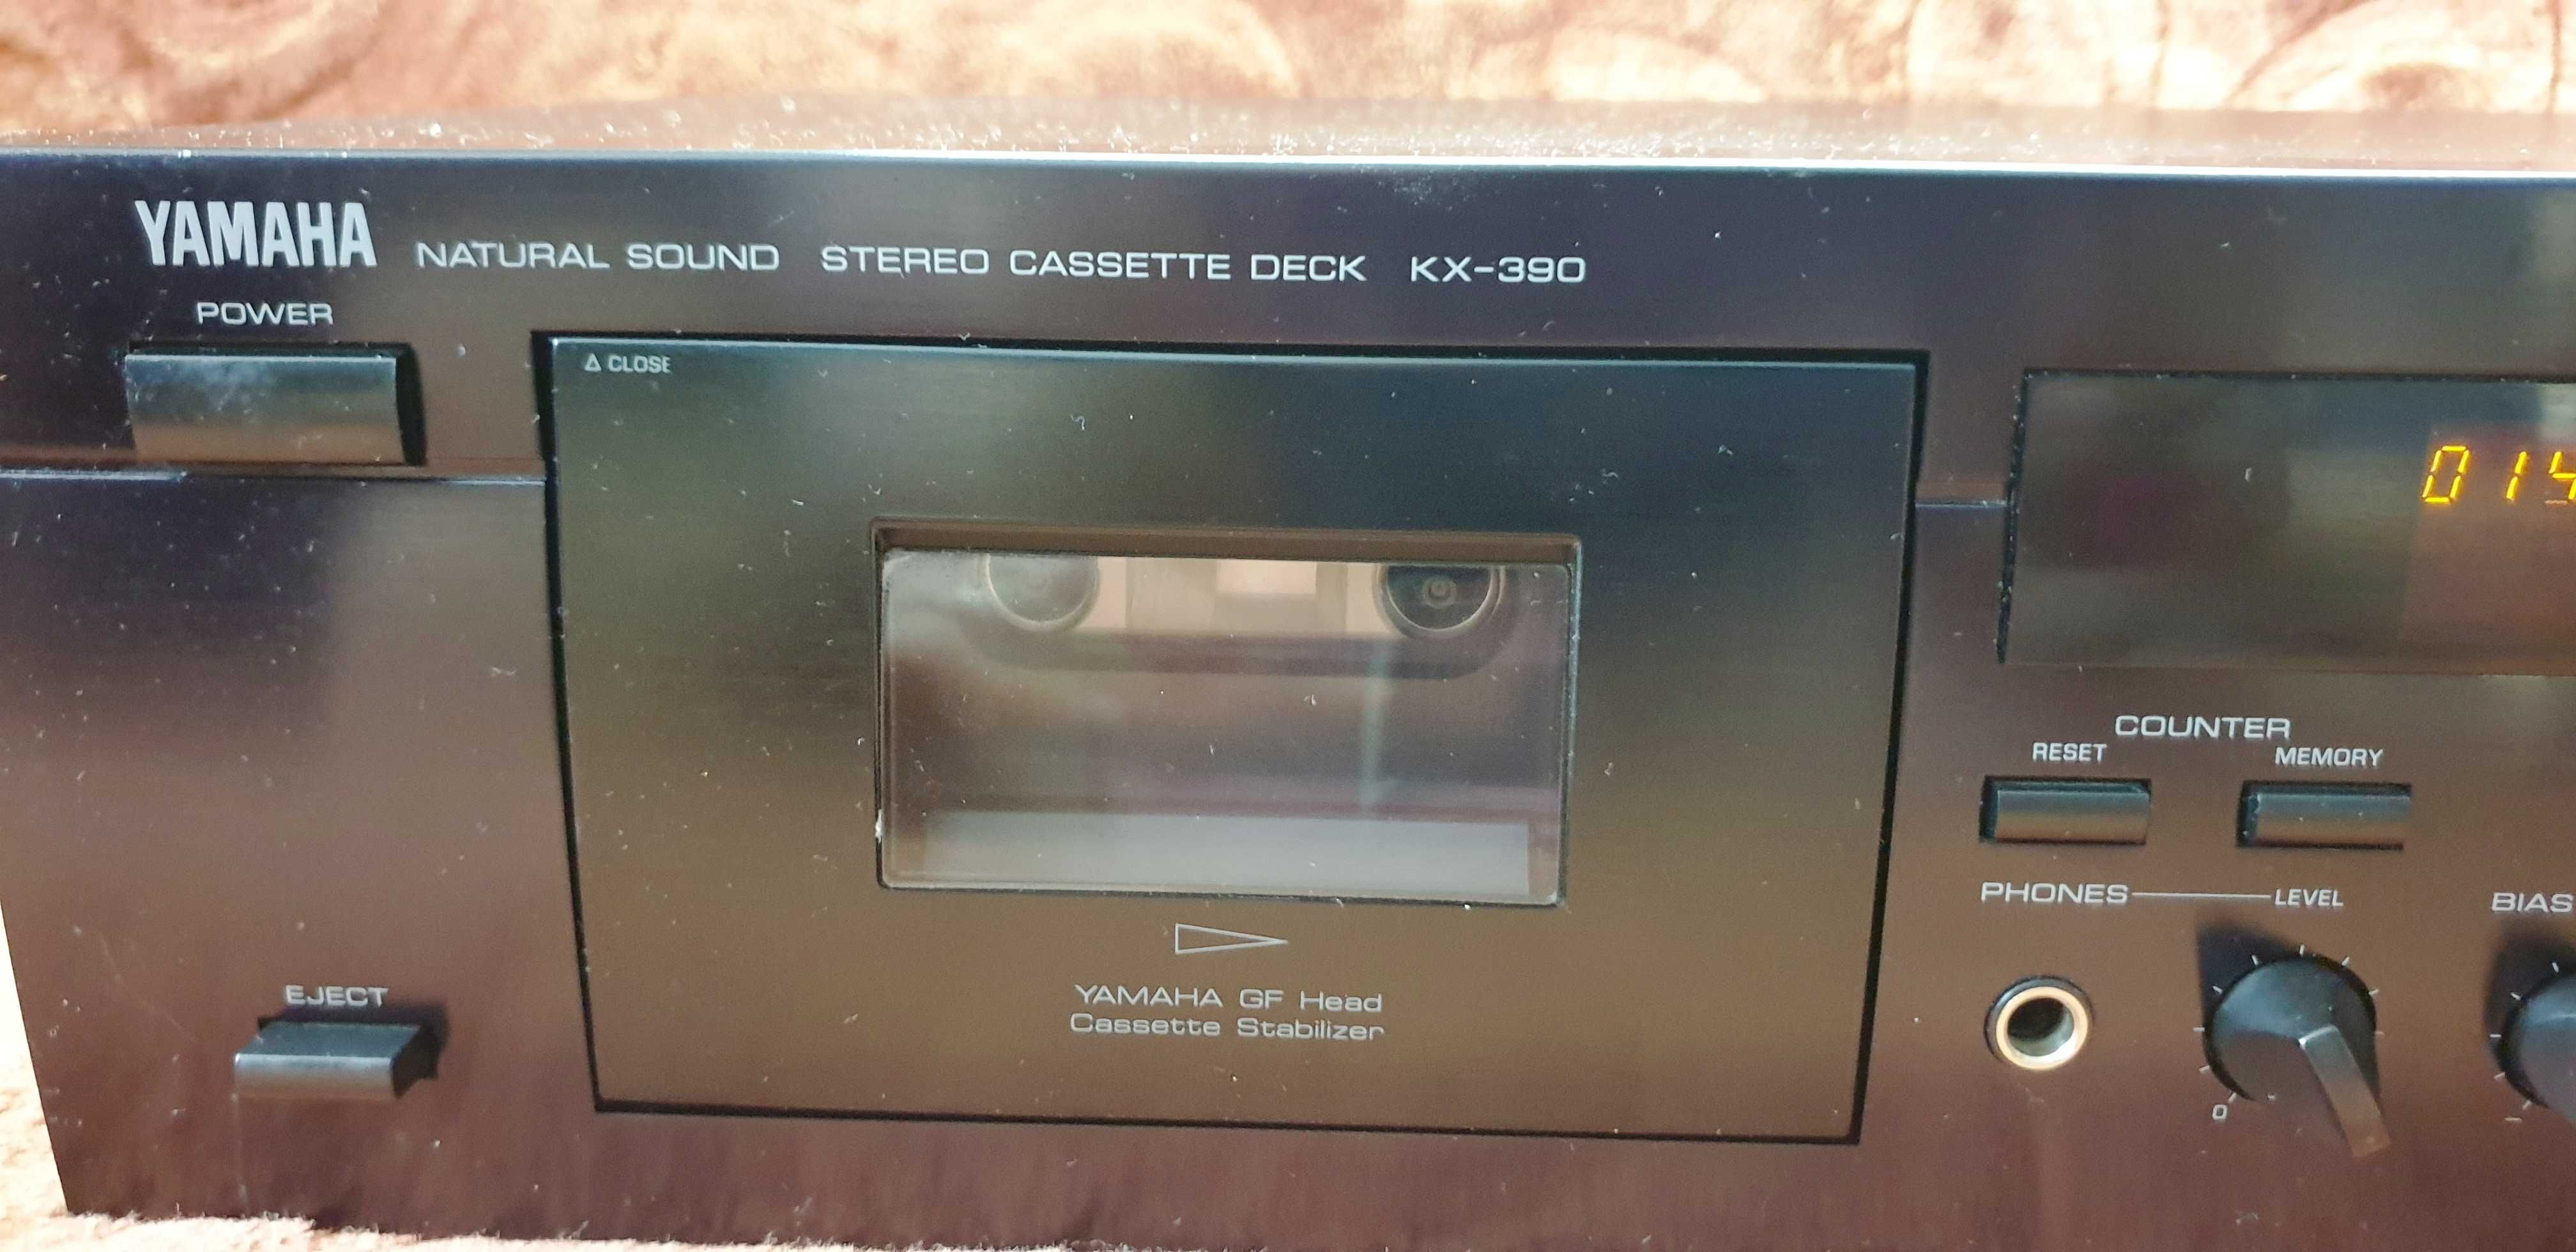 YAMAHA NATURAL SOUND STEREO CASSETTE DECK KX-390
POWER
CLOSE
COUNTER
RESET MEMORY
PHONES LEVEL
BIAS
0
EJECT
YAMAHA GF Head
Cassette Stabilizer